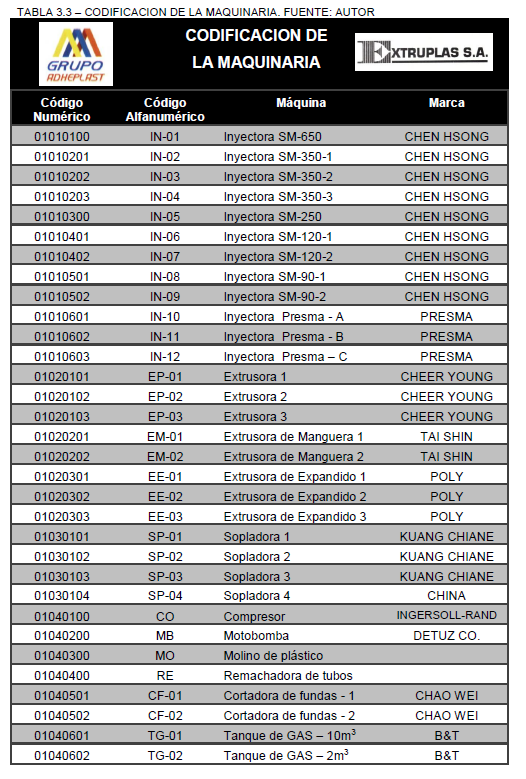 TABLA 3.3 – CODIFICACION DE LA MAQUINARIA. FUENTE: AUTOR
GRUPO
ADHEPLAST
CODIFICACION DE
LA MAQUINARIA
EXTRUPLAS S.A.
Código Numérico Código Alfanumérico Máquina Marca
01010100 IN-01 Inyectora SM-650 CHEN HSONG
01010201 IN-02 Inyectora SM-350-1 CHEN HSONG
01010202 IN-03 Inyectora SM-350-2 CHEN HSONG
01010203 IN-04 Inyectora SM-350-3 CHEN HSONG
01010300 IN-05 Inyectora SM-250 CHEN HSONG
01010401 IN-06 Inyectora SM-120-1 CHEN HSONG
01010402 IN-07 Inyectora SM-120-2 CHEN HSONG
01010501 IN-08 Inyectora SM-90-1 CHEN HSONG
01010502 IN-09 Inyectora SM-90-2 CHEN HSONG
01010601 IN-10 Inyectora Presma - A PRESMA
01010602 IN-11 Inyectora Presma - B PRESMA
01010603 IN-12 Inyectora Presma – C PRESMA
01020101 EP-01 Extrusora 1 CHEER YOUNG
01020102 EP-02 Extrusora 2 CHEER YOUNG
01020103 EP-03 Extrusora 3 CHEER YOUNG
01020201 EM-01 Extrusora de Manguera 1 TAI SHIN
01020202 EM-02 Extrusora de Manguera 2 TAI SHIN
01020301 EE-01 Extrusora de Expandido 1 POLY
01020302 EE-02 Extrusora de Expandido 2 POLY
01020303 EE-03 Extrusora de Expandido 3 POLY
01030101 SP-01 Sopladora 1 KUANG CHIANE
01030102 SP-02 Sopladora 2 KUANG CHIANE
01030103 SP-03 Sopladora 3 KUANG CHIANE
01030104 SP-04 Sopladora 4 CHINA
01040100 CO Compresor INGERSOLL-RAND
01040200 MB Motobomba DETUZ CO.
01040300 MO Molino de plástico
01040400 RE Remachadora de tubos
01040501 CF-01 Cortadora de fundas - 1 CHAO WEI
01040502 CF-02 Cortadora de fundas - 2 CHAO WEI
01040601 TG-01 Tanque de GAS – 10m³ B&T
01040602 TG-02 Tanque de GAS – 2m³ B&T